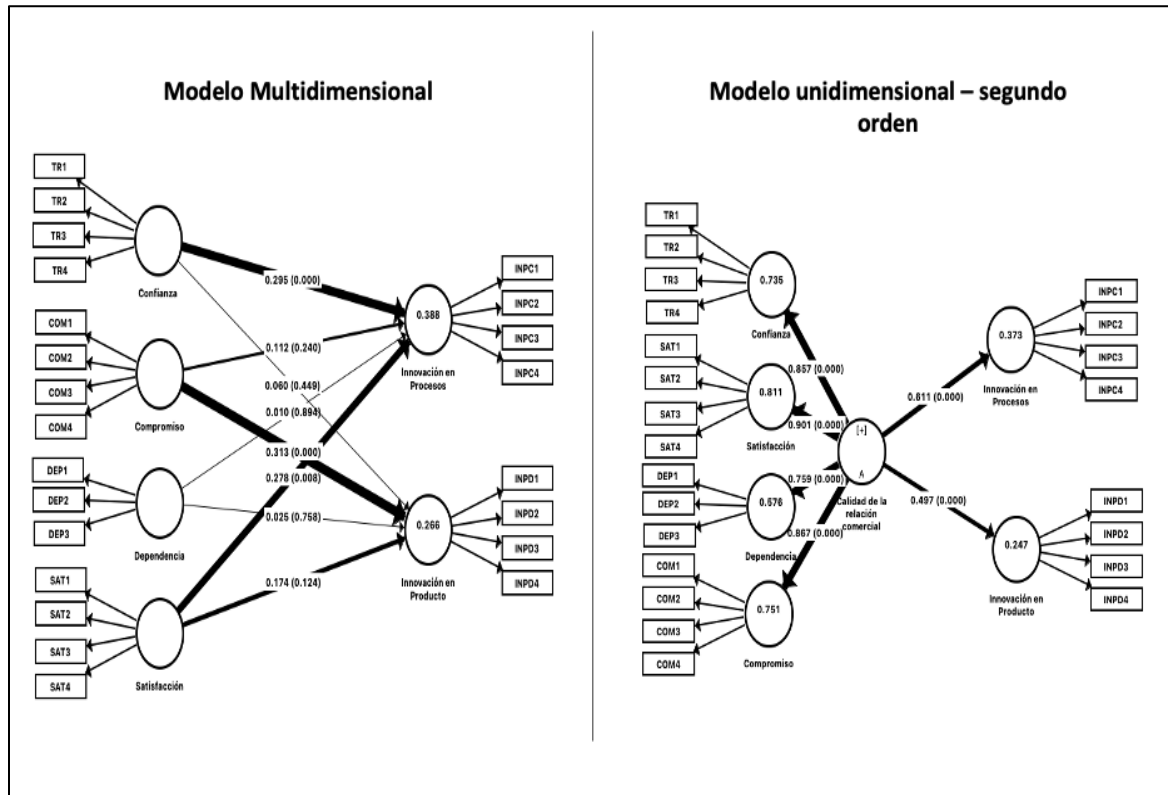 Modelo Multidimensional
TR1
TR2
TR3
TR4
Confianza
COM1
COM2
COM3
COM4
Compromiso
DEP1
DEP2
DEP3
Dependencia
SAT1
SAT2
SAT3
SAT4
Satisfacción
0.295 (0.000)
0.112 (0.240)
0.060 (0.449)
0.010 (0.894)
0.313 (0.000)
0.278 (0.008)
0.025 (0.758)
0.174 (0.124)
0.388
Innovación en
Procesos
INPC1
INPC2
INPC3
INPC4
0.266
Innovación en
Producto
INPD1
INPD2
INPD3
INPD4
Modelo unidimensional – segundo
orden
TR1
TR2
TR3
TR4
0.735
Confianza
SAT1
SAT2
SAT3
SAT4
0.811
Satisfacción
DEP1
DEP2
DEP3
0.576
Dependencia
COM1
COM2
COM3
COM4
0.751
Compromiso
0.857 (0.000)
0.901 (0.000)
0.759 (0.000)
0.867 (0.000)
[+]
A
Calidad de la
relación
comercial
0.811 (0.000)
0.497 (0.000)
0.373
Innovación en
Procesos
INPC1
INPC2
INPC3
INPC4
0.247
Innovación en
Producto
INPD1
INPD2
INPD3
INPD4